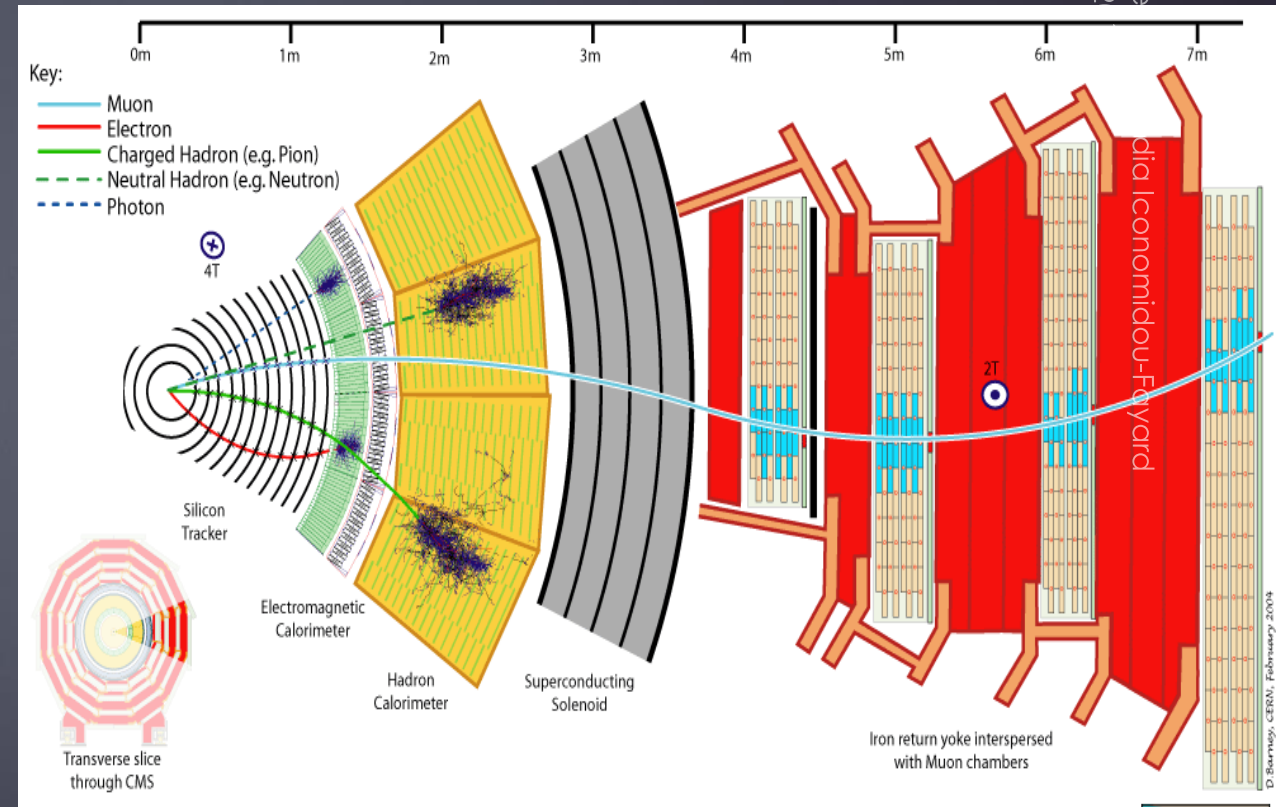 0m 1m 2m 3m 4m 5m 6m 7m
Key:
Muon
Electron
Charged Hadron (e.g. Pion)
Neutral Hadron (e.g. Neutron)
Photon
4T
2T
Silicon
Tracker
Electromagnetic
Calorimeter
Hadron
Calorimeter
Superconducting
Solenoid
Iron return yoke interspersed
with Muon chambers
Transverse slice
through CMS
dia Iconomidou-Fayard
D.Barney, CERN, February 2004